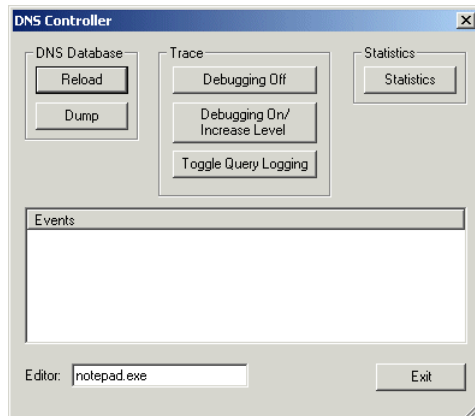 DNS Controller
DNS Database
Reload
Dump
Trace
Debugging Off
Debugging On/
Increase Level
Toggle Query Logging
Statistics
Statistics
Events
Editor: notepad.exe
Exit